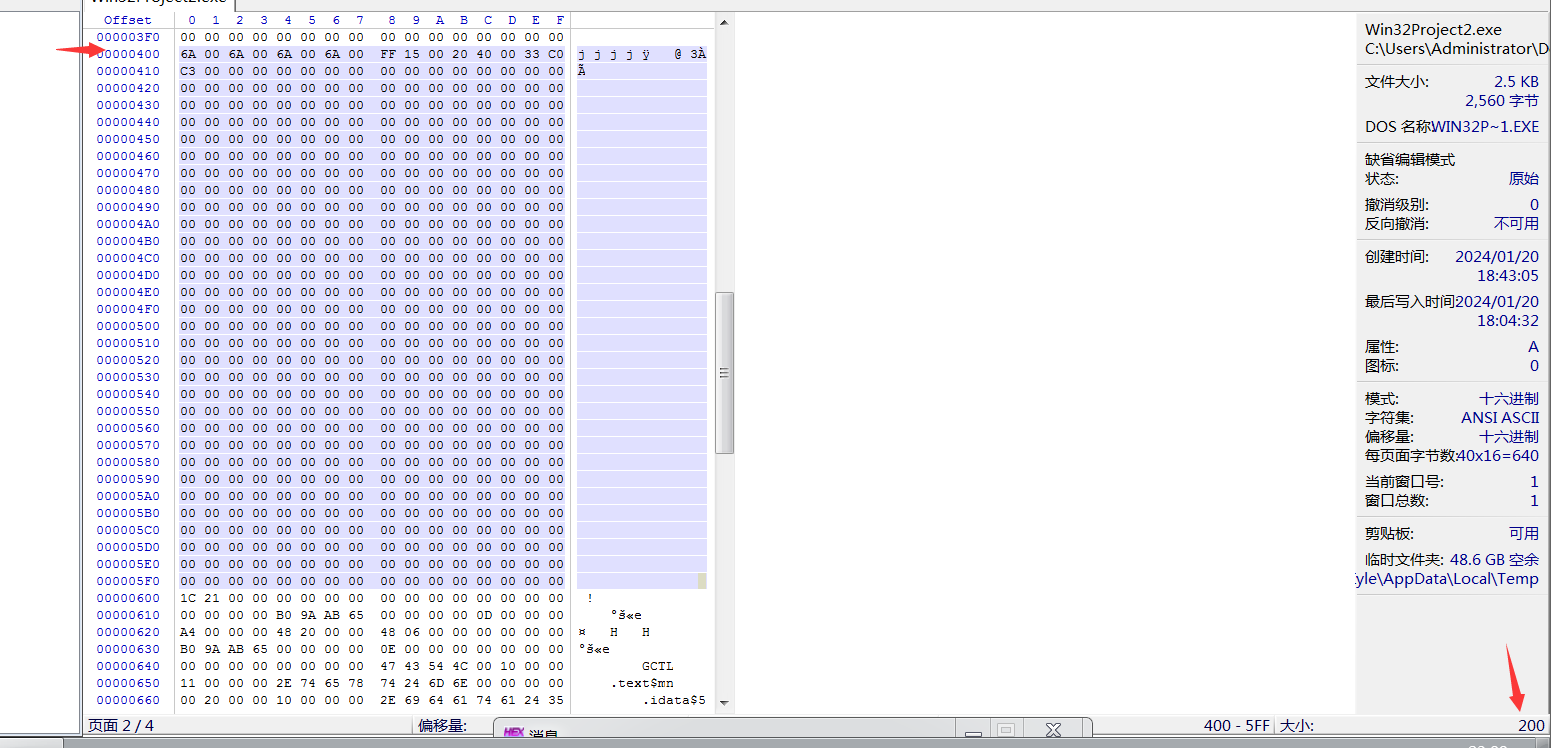 Offset 0 1 2 3 4 5 6 7 8 9 A B C D E F
000003F0 00 00 00 00 00 00 00 00 00 00 00 00 00 00 00 00
00000400 6A 00 6A 00 6A 00 6A 00 FF 15 00 20 40 00 33 C0 j j j j ÿ @ 3À
00000410 C3 00 00 00 00 00 00 00 00 00 00 00 00 00 00 00 Ã
00000420 00 00 00 00 00 00 00 00 00 00 00 00 00 00 00 00
00000430 00 00 00 00 00 00 00 00 00 00 00 00 00 00 00 00
00000440 00 00 00 00 00 00 00 00 00 00 00 00 00 00 00 00
00000450 00 00 00 00 00 00 00 00 00 00 00 00 00 00 00 00
00000460 00 00 00 00 00 00 00 00 00 00 00 00 00 00 00 00
00000470 00 00 00 00 00 00 00 00 00 00 00 00 00 00 00 00
00000480 00 00 00 00 00 00 00 00 00 00 00 00 00 00 00 00
00000490 00 00 00 00 00 00 00 00 00 00 00 00 00 00 00 00
000004A0 00 00 00 00 00 00 00 00 00 00 00 00 00 00 00 00
000004B0 00 00 00 00 00 00 00 00 00 00 00 00 00 00 00 00
000004C0 00 00 00 00 00 00 00 00 00 00 00 00 00 00 00 00
000004D0 00 00 00 00 00 00 00 00 00 00 00 00 00 00 00 00
000004E0 00 00 00 00 00 00 00 00 00 00 00 00 00 00 00 00
000004F0 00 00 00 00 00 00 00 00 00 00 00 00 00 00 00 00
00000500 00 00 00 00 00 00 00 00 00 00 00 00 00 00 00 00
00000510 00 00 00 00 00 00 00 00 00 00 00 00 00 00 00 00
00000520 00 00 00 00 00 00 00 00 00 00 00 00 00 00 00 00
00000530 00 00 00 00 00 00 00 00 00 00 00 00 00 00 00 00
00000540 00 00 00 00 00 00 00 00 00 00 00 00 00 00 00 00
00000550 00 00 00 00 00 00 00 00 00 00 00 00 00 00 00 00
00000560 00 00 00 00 00 00 00 00 00 00 00 00 00 00 00 00
00000570 00 00 00 00 00 00 00 00 00 00 00 00 00 00 00 00
00000580 00 00 00 00 00 00 00 00 00 00 00 00 00 00 00 00
00000590 00 00 00 00 00 00 00 00 00 00 00 00 00 00 00 00
000005A0 00 00 00 00 00 00 00 00 00 00 00 00 00 00 00 00
000005B0 00 00 00 00 00 00 00 00 00 00 00 00 00 00 00 00
000005C0 00 00 00 00 00 00 00 00 00 00 00 00 00 00 00 00
000005D0 00 00 00 00 00 00 00 00 00 00 00 00 00 00 00 00
000005E0 00 00 00 00 00 00 00 00 00 00 00 00 00 00 00 00
000005F0 00 00 00 00 00 00 00 00 00 00 00 00 00 00 00 00
00000600 1C 21 00 00 00 00 00 00 00 00 00 00 00 00 00 00 !
00000610 00 00 00 00 B0 9A AB 65 00 00 00 00 0D 00 00 00 °š«e
00000620 A4 00 00 00 48 20 00 00 48 06 00 00 00 00 00 00 ¤ H H
00000630 B0 9A AB 65 00 00 00 00 0E 00 00 00 00 00 00 00 °š«e
00000640 00 00 00 00 00 00 00 00 47 43 54 4C 00 10 00 00 GCTL
00000650 11 00 00 00 2E 74 65 78 74 24 6D 6E 00 00 00 00 .text$mn
00000660 00 20 00 00 00 10 00 00 2E 69 64 61 74 61 24 35 .idata$5
页面 2 / 4
偏移量:
HEX 消息
400 - 5FF
大小: 200
Win32Project2.exe
C:\Users\Administrator\D
文件大小: 2.5 KB
2,560 字节
DOS 名称: WIN32P~1.EXE
缺省编辑模式
状态: 原始
撤消级别: 0
反向撤消: 不可用
创建时间: 2024/01/20
18:43:05
最后写入时间: 2024/01/20
18:04:32
属性: A
图标: 0
模式: 十六进制
字符集: ANSI ASCII
偏移量: 十六进制
每页面字节数: 40x16=640
当前窗口号: 1
窗口总数: 1
剪贴板: 可用
临时文件夹: 48.6 GB 空余
yle\AppData\Local\Temp